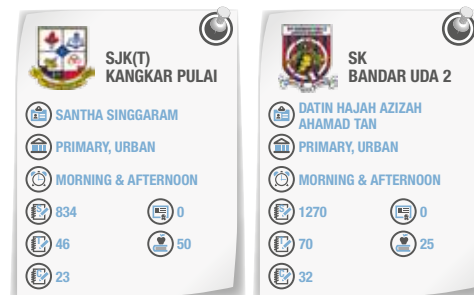 SJK(T)
KANGKAR PULAI
SANTHA SINGGARAM
PRIMARY, URBAN
MORNING & AFTERNOON
834
0
46
50
23
SK
BANDAR UDA 2
DATIN HAJAH AZIZAH
AHAMAD TAN
PRIMARY, URBAN
MORNING & AFTERNOON
1270
0
70
25
32